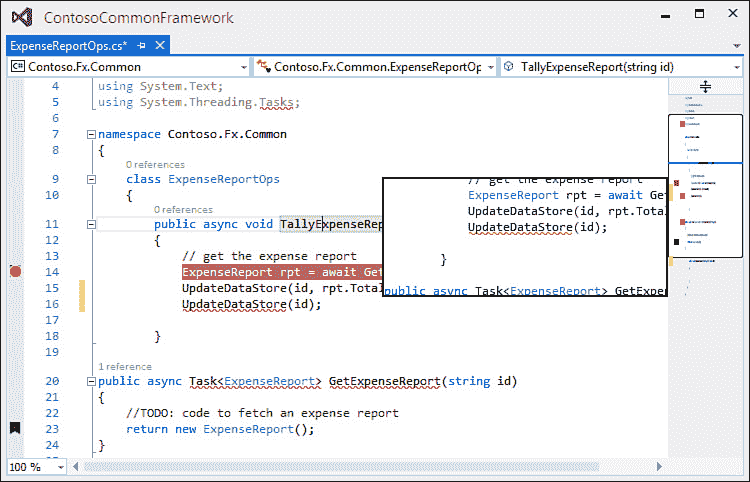 ContosoCommonFramework
ExpenseReportOps.cs*
C# Contoso.Fx.Common Contoso.Fx.Common.ExpenseReportOp TallyExpenseReport(string id)
4 using System.Text;
5 using System.Threading.Tasks;
6
7 namespace Contoso.Fx.Common
8 {
0 references
9 class ExpenseReportOps
10 {
0 references
11 public async void TallyExpenseRep
12 {
13 // get the expense report
14 ExpenseReport rpt = await Get
15 UpdateDataStore(id, rpt.Total
16 UpdateDataStore(id);
17
18 }
19
1 reference
20 public async Task<ExpenseReport> GetExpenseReport(string id)
21 {
22 //TODO: code to fetch an expense report
23 return new ExpenseReport();
24 }
// get the expense report
ExpenseReport rpt = await Ge
UpdateDataStore(id, rpt.Tota
UpdateDataStore(id);
}
public async Task<ExpenseReport> GetExpen
100 %